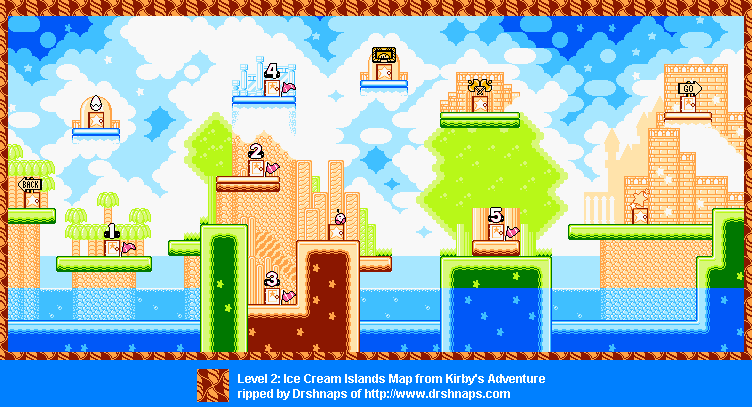 4
GO
2
BACK
1
5
3
Level 2: Ice Cream Islands Map from Kirby's Adventure
ripped by Drshnaps of http://www.drshnaps.com